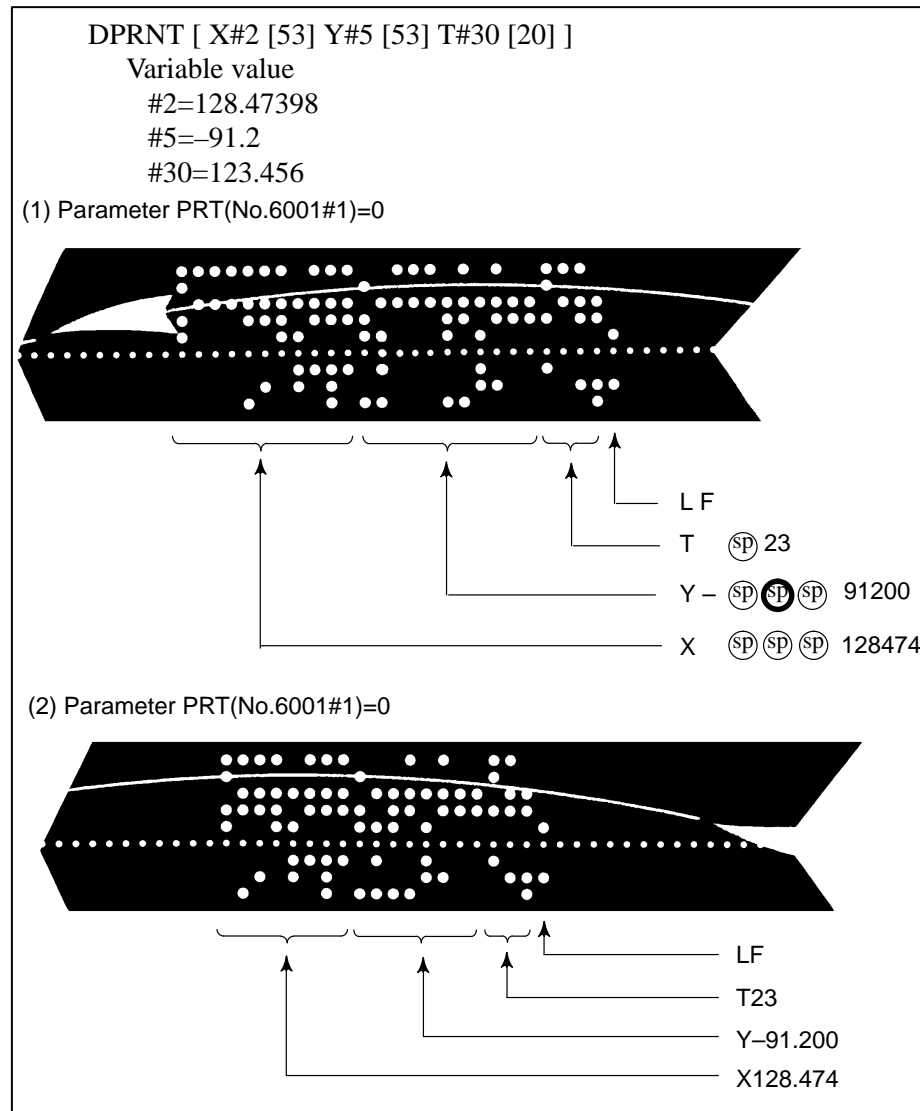 DPRNT [ X#2 [53] Y#5 [53] T#30 [20] ]
Variable value
#2=128.47398
#5=–91.2
#30=123.456
(1) Parameter PRT(No.6001#1)=0
L F
T sp 23
Y – sp sp sp 91200
X sp sp sp 128474
(2) Parameter PRT(No.6001#1)=0
LF
T23
Y–91.200
X128.474